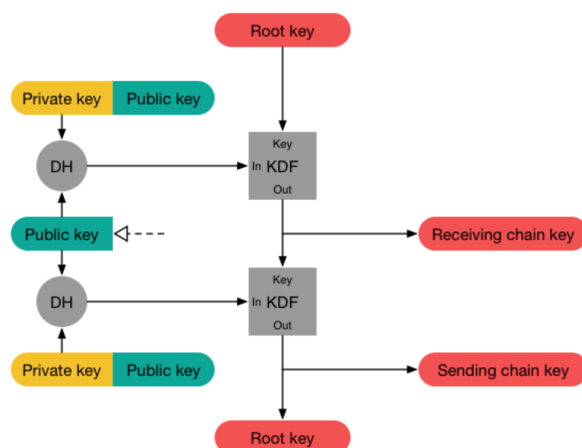 Root key
Private key Public key
Key
DH In KDF
Out
Public key Receiving chain key
Key
DH In KDF
Out
Private key Public key Sending chain key
Root key